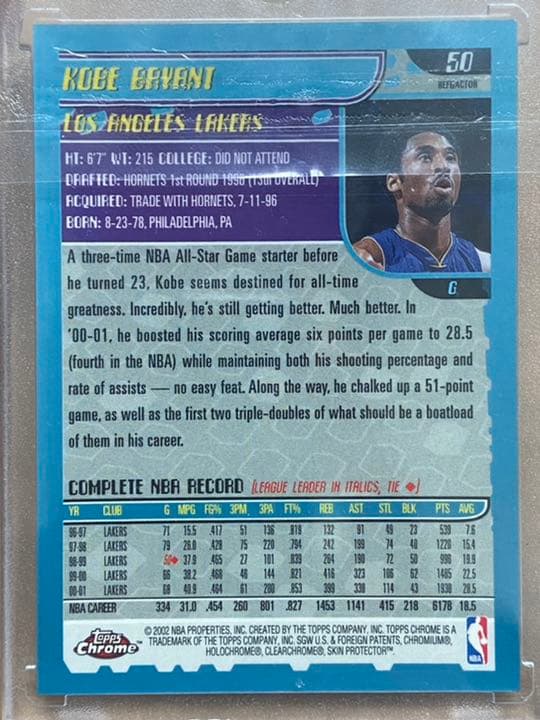 KOBE BRYANT
50
REFRACTOR
LOS ANGELES LAKERS
HT: 6'7" WT: 215 COLLEGE: DID NOT ATTEND
DRAFTED: HORNETS 1st ROUND 1996 (13th OVERALL)
ACQUIRED: TRADE WITH HORNETS, 7-11-96
BORN: 8-23-78, PHILADELPHIA, PA
G
A three-time NBA All-Star Game starter before
he turned 23, Kobe seems destined for all-time
greatness. Incredibly, he's still getting better. Much better. In
'00-01, he boosted his scoring average six points per game to 28.5
(fourth in the NBA) while maintaining both his shooting percentage and
rate of assists — no easy feat. Along the way, he chalked up a 51-point
game, as well as the first two triple-doubles of what should be a boatload
of them in his career.
COMPLETE NBA RECORD (LEAGUE LEADER IN ITALICS, TIE ◆)
YR CLUB G MPG FG% 3PM 3PA FT% REB AST STL BLK PTS AVG
96-97 LAKERS 71 15.5 .417 51 136 .819 132 91 49 23 539 7.6
97-98 LAKERS 79 26.0 .428 75 220 .794 242 199 74 40 1220 15.4
98-99 LAKERS 50◆ 37.9 .465 27 101 .839 264 190 72 50 996 19.9
99-00 LAKERS 66 38.2 .468 46 144 .821 416 323 106 62 1485 22.5
00-01 LAKERS 68 40.9 .464 61 .853 399 338 114 43 1938 28.5
NBA CAREER 334 31.0 .454 260 801 .827 1453 1141 415 218 6178 18.5
topps Chrome
© 2002 NBA PROPERTIES, INC. CREATED BY THE TOPPS COMPANY, INC. TOPPS CHROME IS A
TRADEMARK OF THE TOPPS COMPANY, INC. SGW U.S. & FOREIGN PATENTS, CHROMIUM®,
HOLOCHROME®, CLEARCHROME®, SKIN PROTECTOR™.
NBA